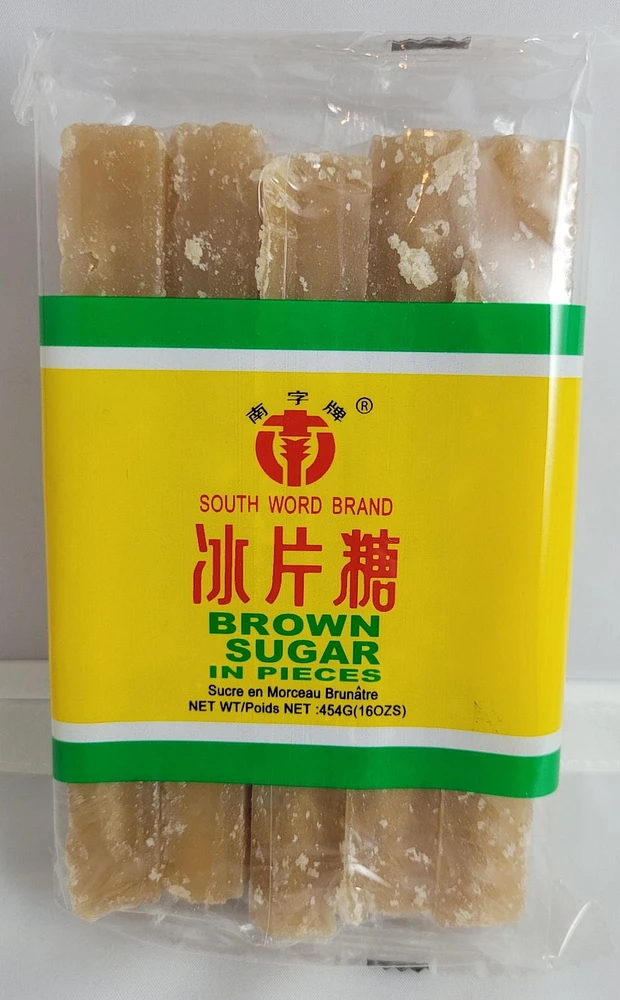 南字牌®
SOUTH WORD BRAND
冰片糖
BROWN
SUGAR
IN PIECES
Sucre en Morceau Brunâtre
NET WT/Poids NET :454G(16OZS)